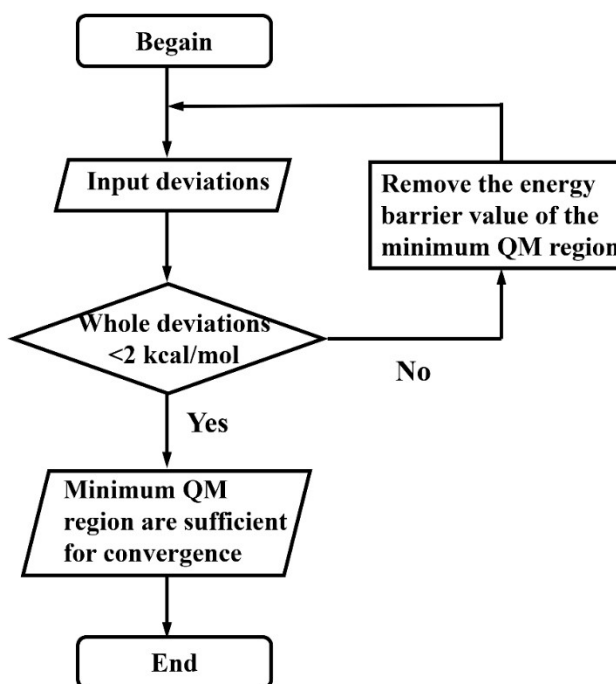 Begain
Input deviations
Remove the energy
barrier value of the
minimum QM region
Whole deviations
<2 kcal/mol
No
Yes
Minimum QM
region are sufficient
for convergence
End